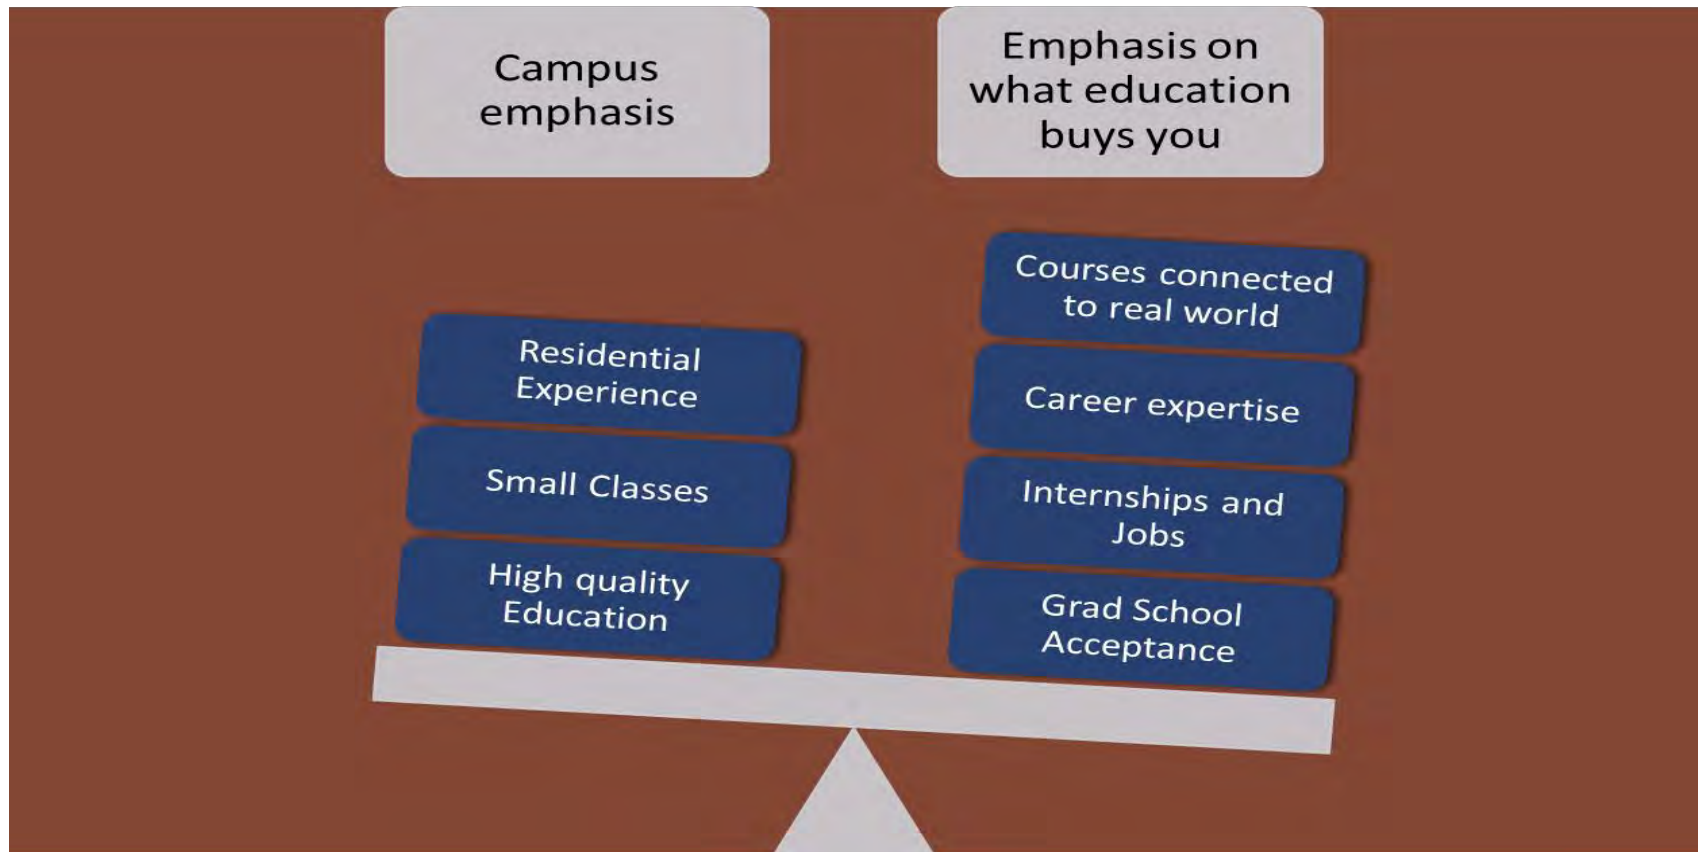 Campus
emphasis
Emphasis on
what education
buys you
Residential
Experience
Small Classes
High quality
Education
Courses connected
to real world
Career expertise
Internships and
Jobs
Grad School
Acceptance